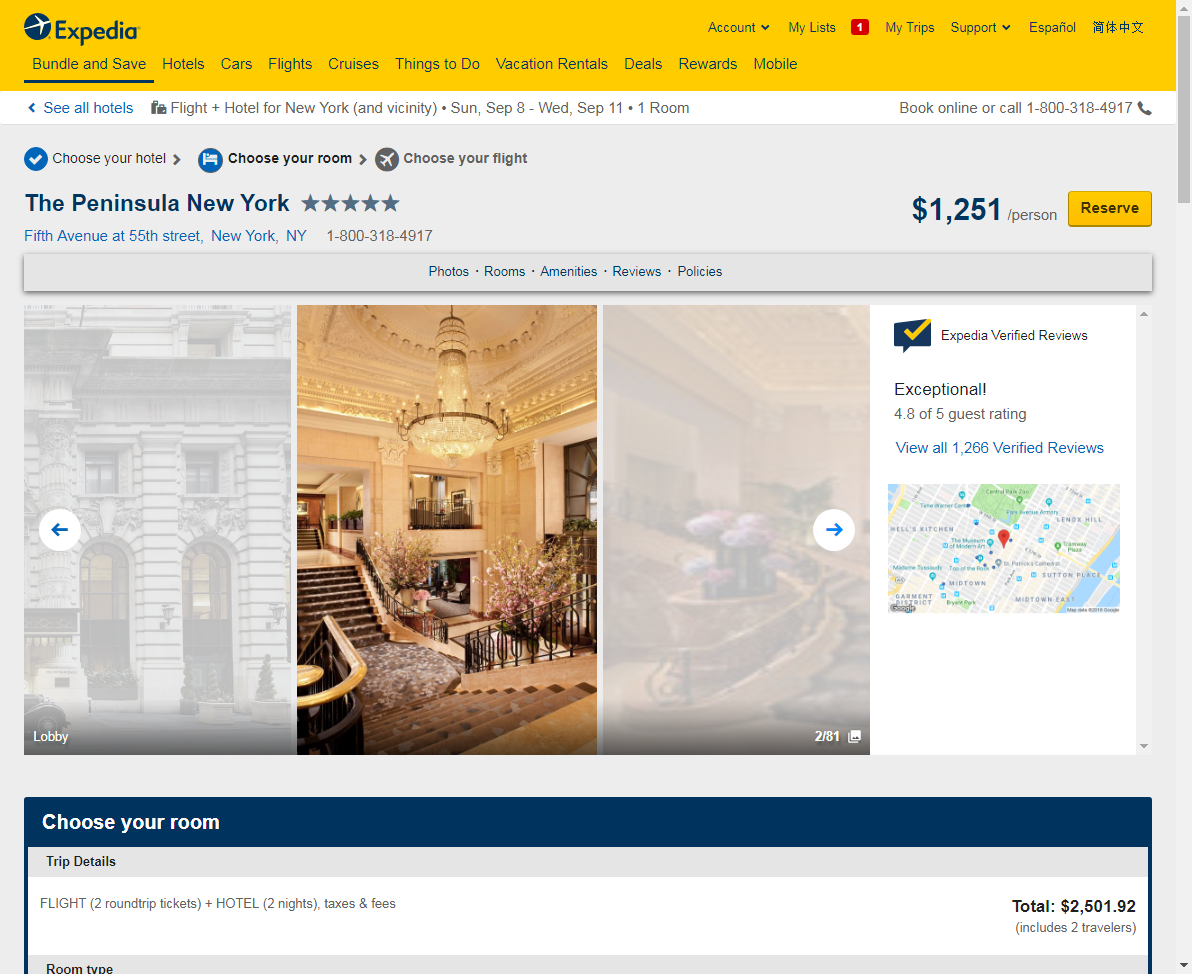 Expedia
Account
My Lists
1
My Trips
Support
Español
简体中文
Bundle and Save
Hotels
Cars
Flights
Cruises
Things to Do
Vacation Rentals
Deals
Rewards
Mobile
See all hotels
Flight + Hotel for New York (and vicinity) • Sun, Sep 8 - Wed, Sep 11 • 1 Room
Book online or call 1-800-318-4917
Choose your hotel
Choose your room
Choose your flight
The Peninsula New York
$1,251 /person
Reserve
Fifth Avenue at 55th street, New York, NY 1-800-318-4917
Photos · Rooms · Amenities · Reviews · Policies
Expedia Verified Reviews
Exceptional!
4.8 of 5 guest rating
View all 1,266 Verified Reviews
Central Park Zoo
Time Warner Center
Park Avenue Armory
LENOX HILL
HELL'S KITCHEN
The Museum of Modern Art
Tramway Plaza
Madame Tussauds
Top of the Rock
St. Patrick's Cathedral
SUTTON PLACE
MIDTOWN
GARMENT DISTRICT
Bryant Park
MIDTOWN EAST
Google
Map data ©2018 Google
Lobby
2/81
Choose your room
Trip Details
FLIGHT (2 roundtrip tickets) + HOTEL (2 nights), taxes & fees
Total: $2,501.92
(includes 2 travelers)
Room type